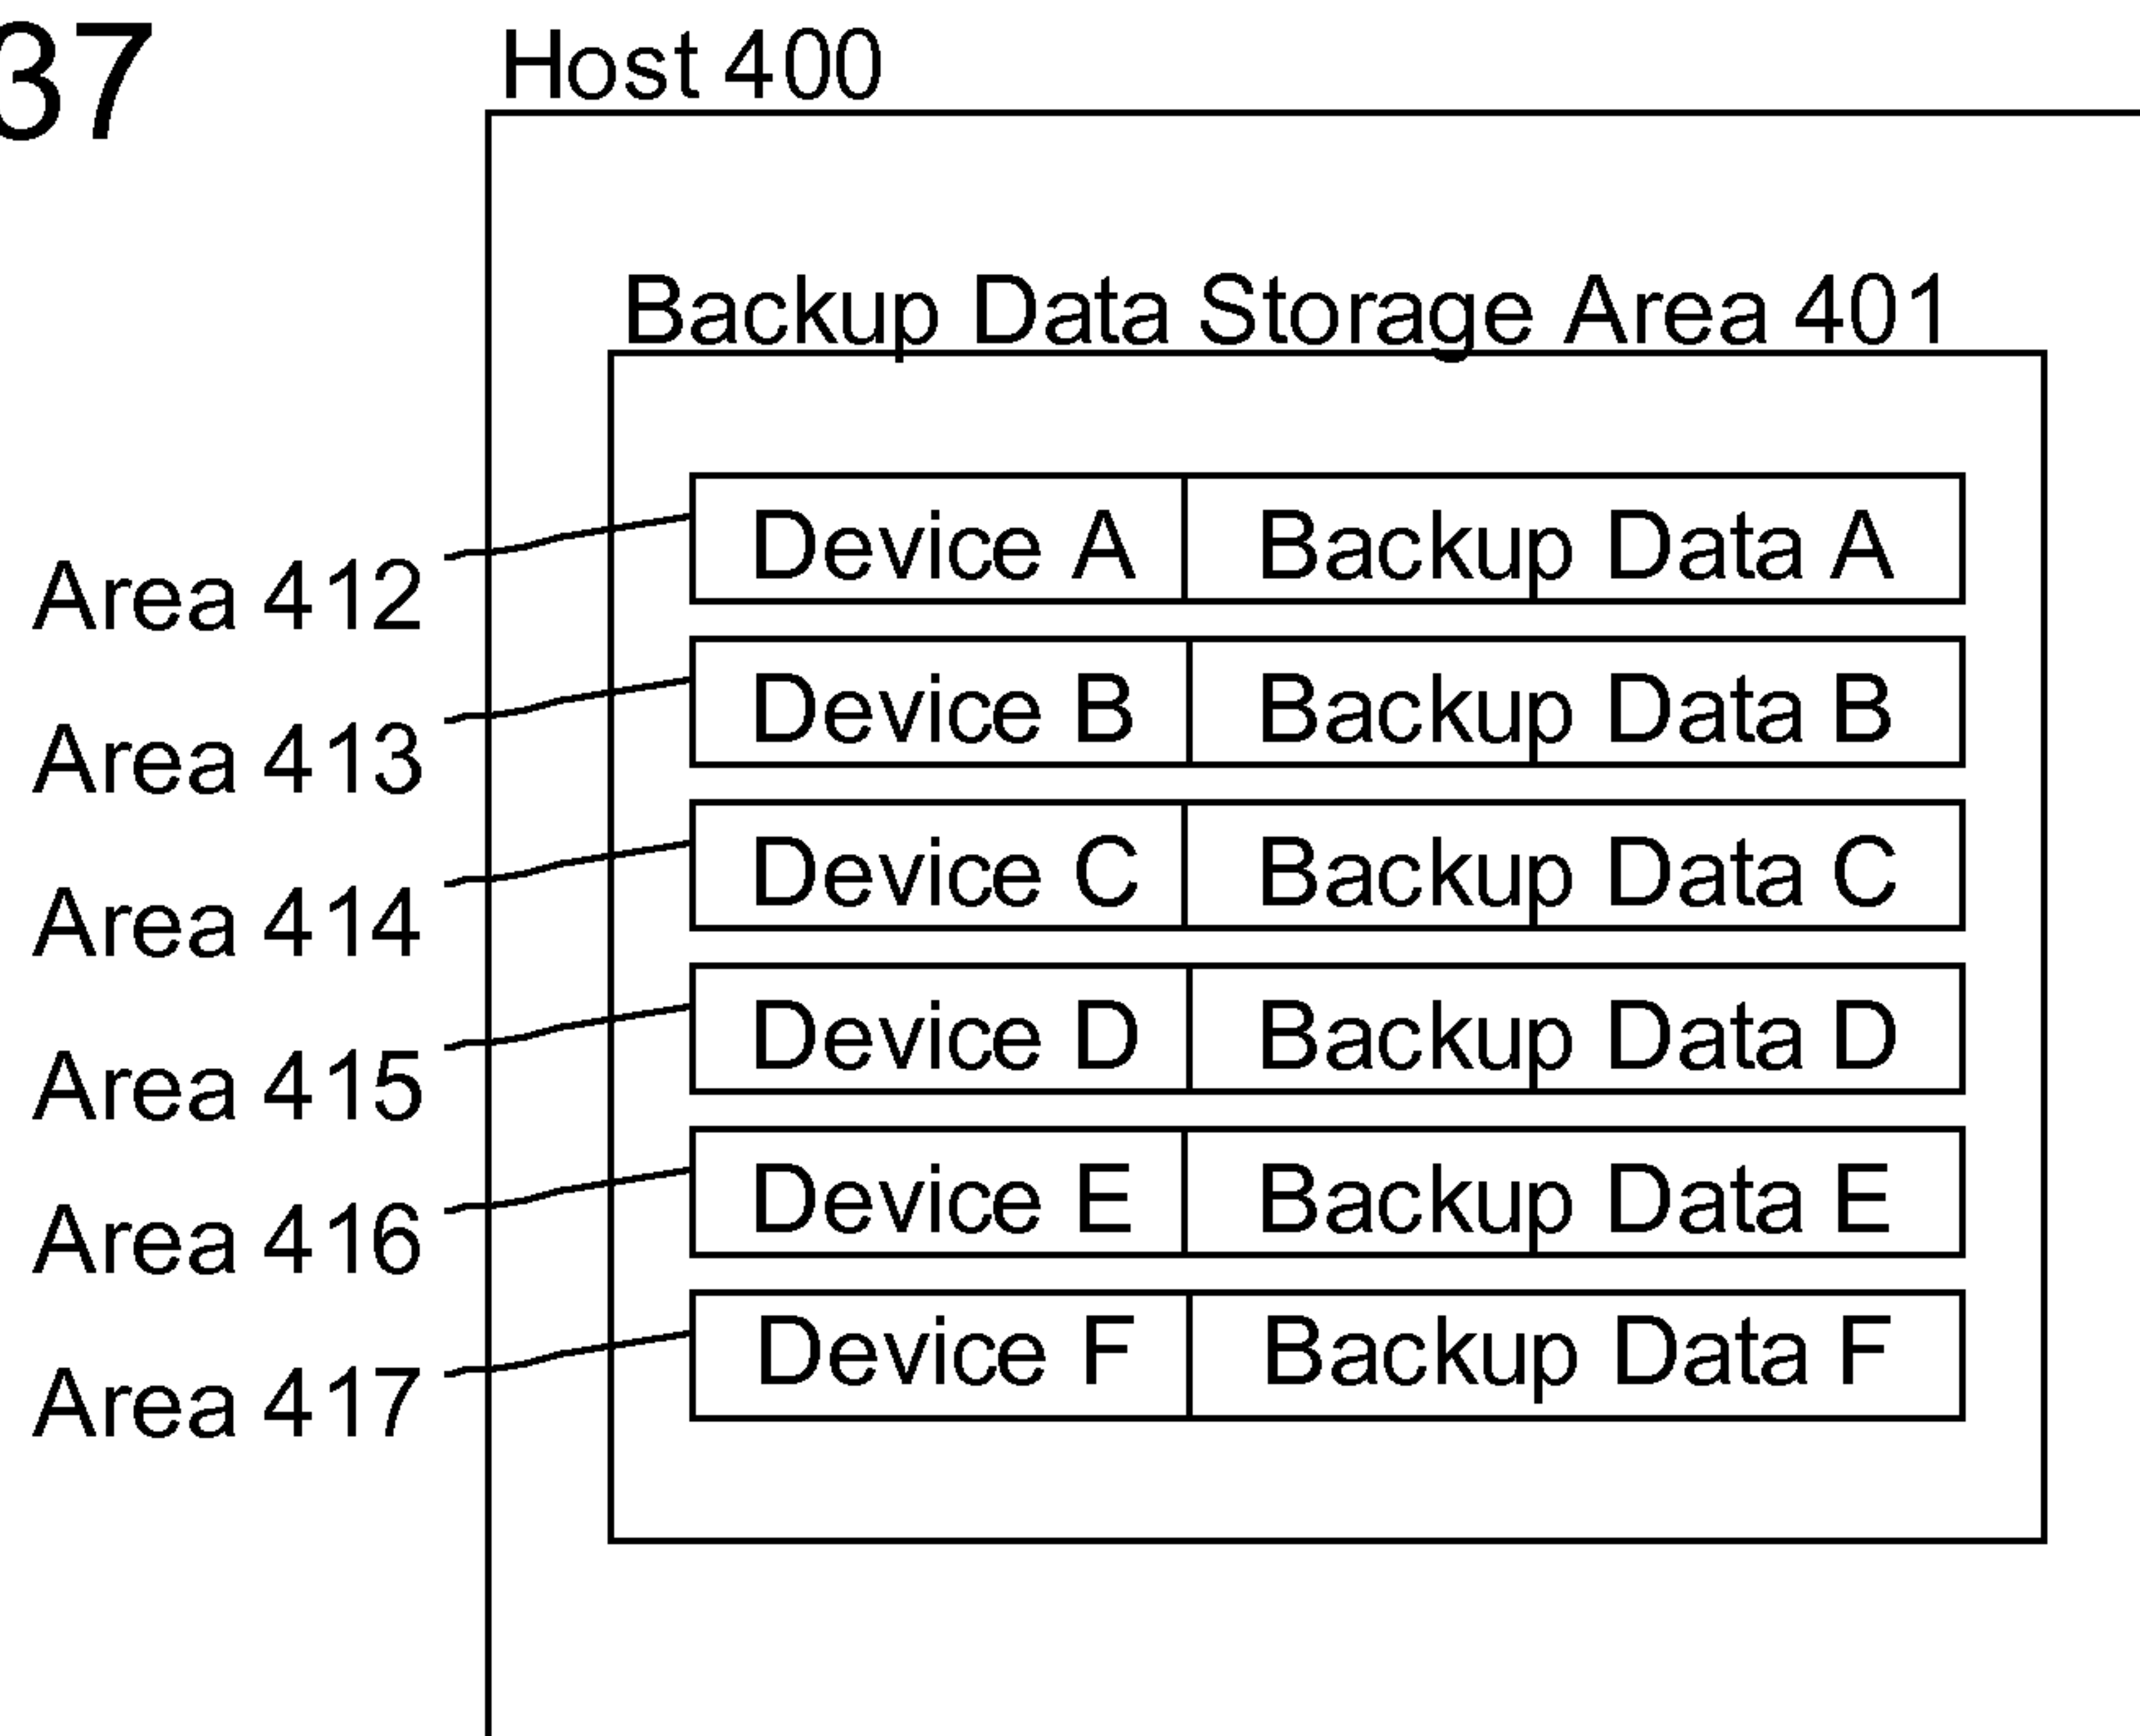 37
Host 400
Backup Data Storage Area 401
Area 412 Device A Backup Data A
Area 413 Device B Backup Data B
Area 414 Device C Backup Data C
Area 415 Device D Backup Data D
Area 416 Device E Backup Data E
Area 417 Device F Backup Data F